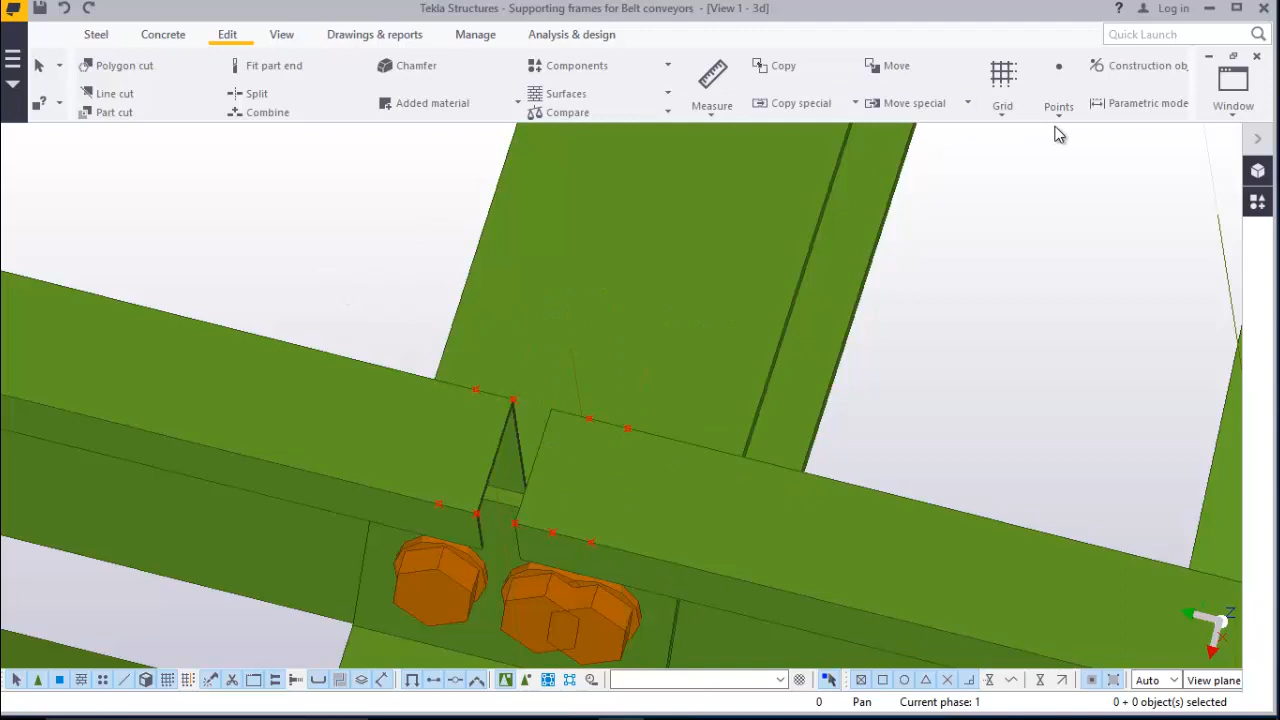 Tekla Structures - Supporting frames for Belt conveyors - [View 1 - 3d]
? Log in
Steel Concrete Edit View Drawings & reports Manage Analysis & design Quick Launch
Polygon cut Fit part end Chamfer Components Copy Move Construction ob
Line cut Split Surfaces
Part cut Combine Added material Compare Measure Copy special Move special Grid Points Parametric mode Window
Z
X
Auto View plane
0 Pan Current phase: 1 0 + 0 object(s) selected